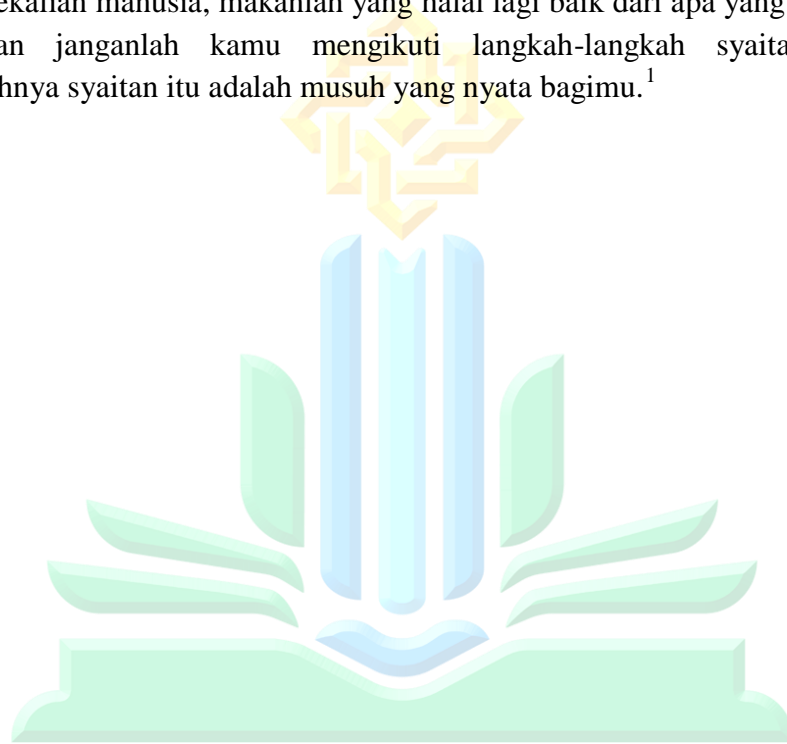 ekalian manusia, makanlah yang halal lagi baik dari apa yang
an janganlah kamu mengikuti langkah-langkah syaita
hnya syaitan itu adalah musuh yang nyata bagimu.1